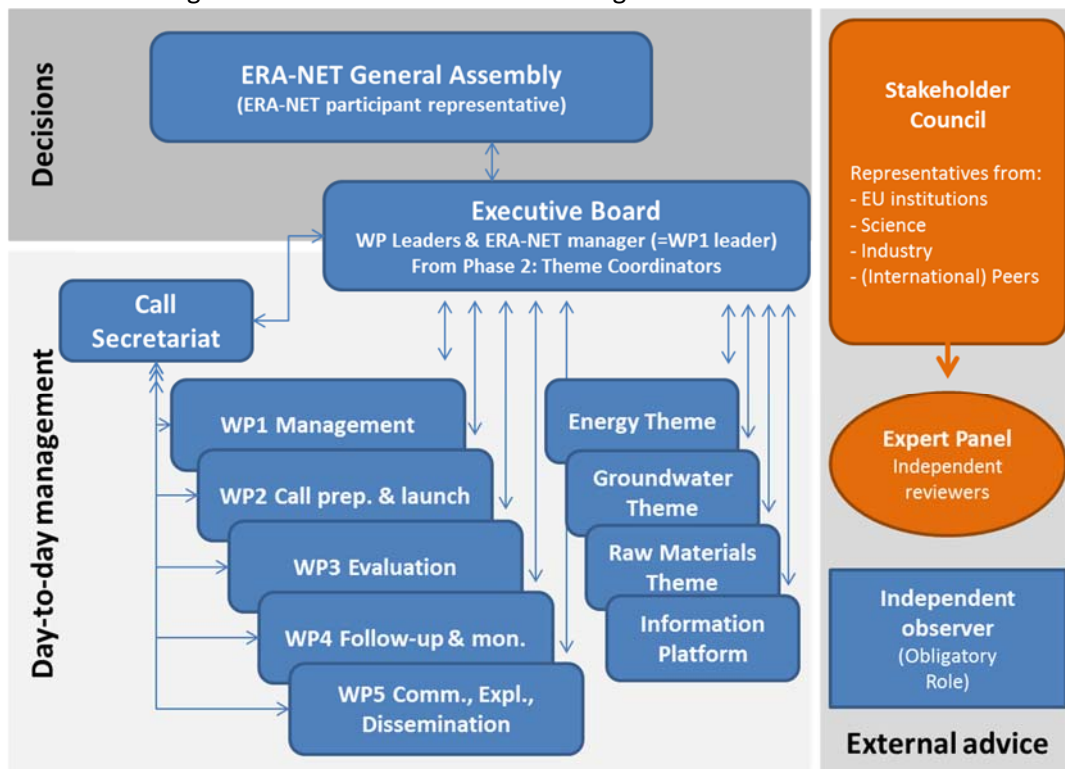 Decisions
ERA-NET General Assembly
(ERA-NET participant representative)
Executive Board
WP Leaders & ERA-NET manager (=WP1 leader)
From Phase 2: Theme Coordinators
Day-to-day management
Call
Secretariat
WP1 Management
WP2 Call prep. & launch
WP3 Evaluation
WP4 Follow-up & mon.
WP5 Comm., Expl.,
Dissemination
Energy Theme
Groundwater
Theme
Raw Materials
Theme
Information
Platform
Stakeholder
Council
Representatives from:
- EU institutions
- Science
- Industry
- (International) Peers
Expert Panel
Independent
reviewers
Independent
observer
(Obligatory
Role)
External advice